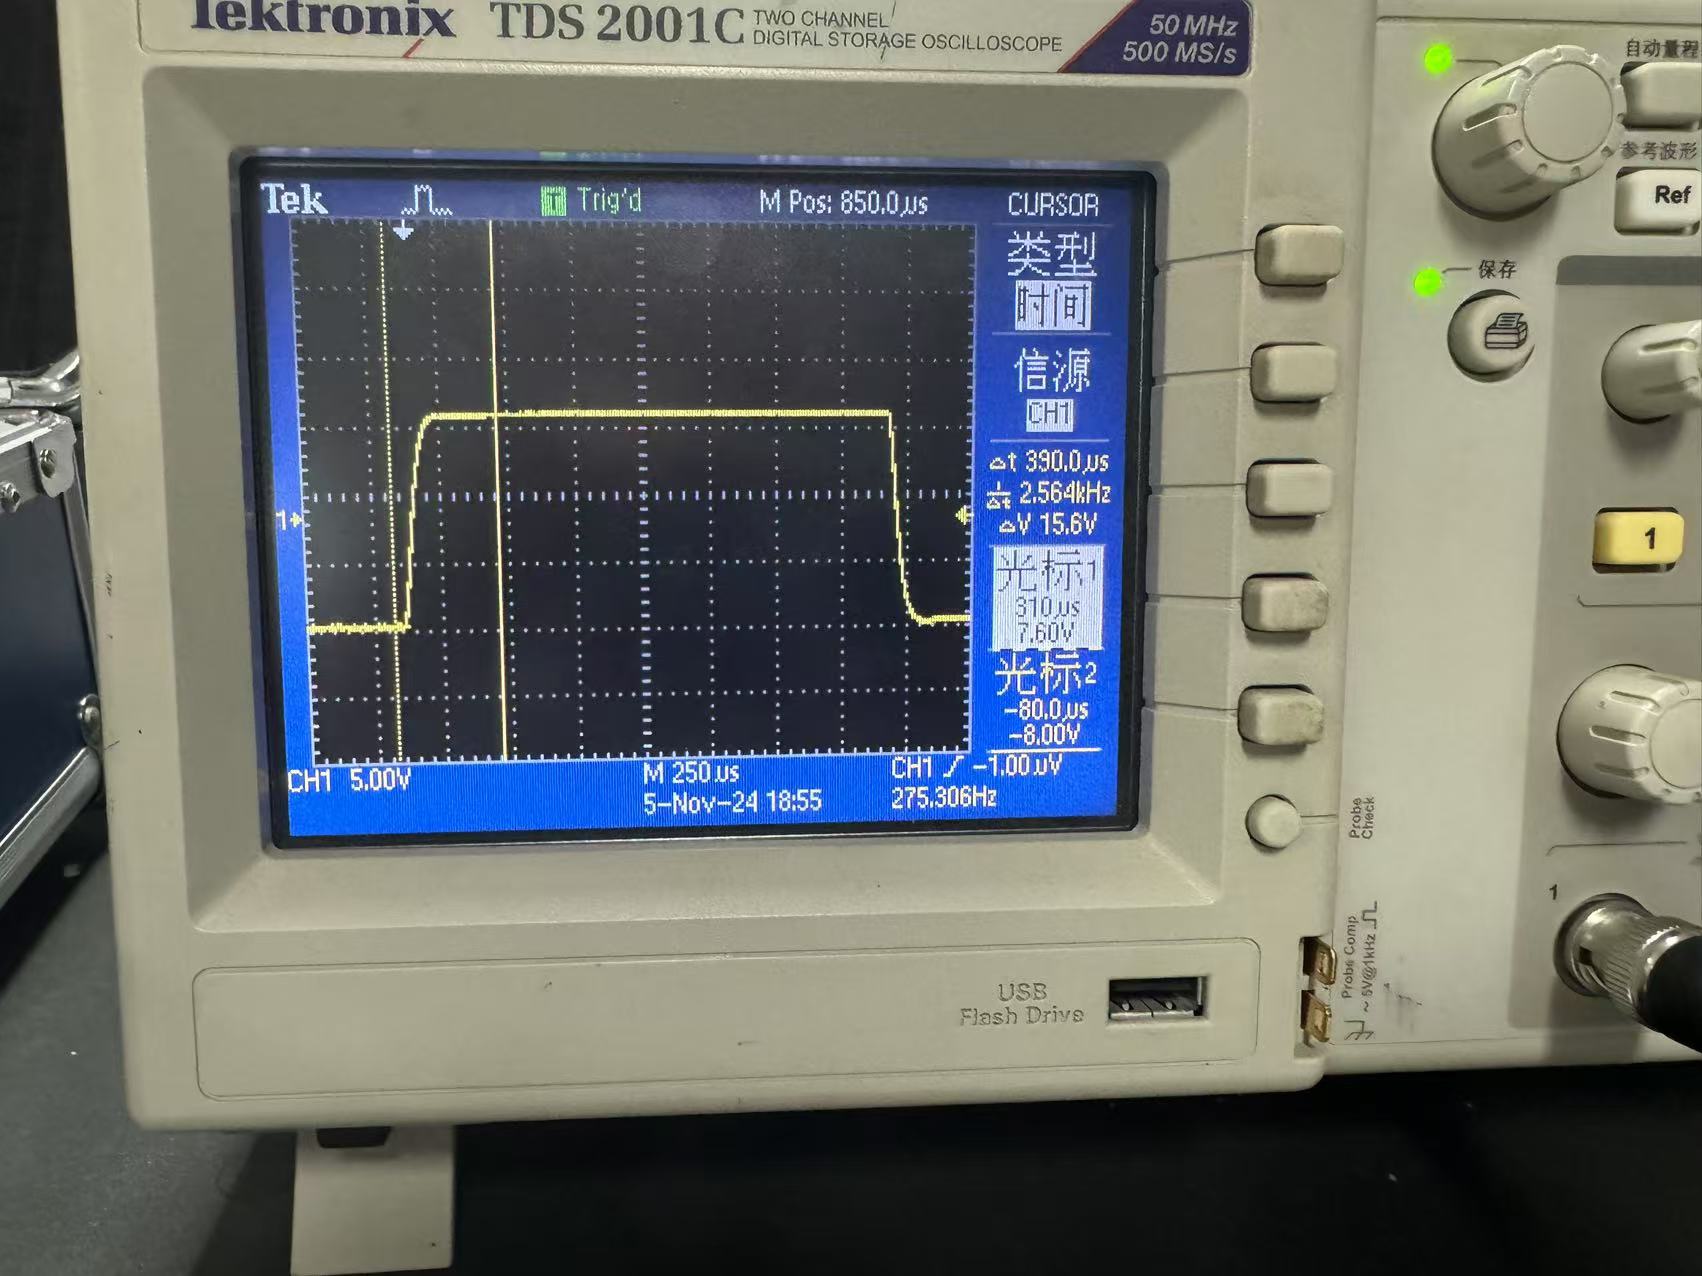 Tektronix TDS 2001C TWO CHANNEL DIGITAL STORAGE OSCILLOSCOPE
50 MHz
500 MS/s
自动量程
参考波形
Ref
保存
Tek Trig'd M Pos: 850.0µs CURSOR
类型
时间
信源
CH1
△t 390.0µs
1/△t 2.564kHz
△V 15.6V
光标1
310µs
7.60V
光标2
-80.0µs
-8.00V
1
CH1 5.00V M 250µs CH1 -1.00µV
5-Nov-24 18:55 275.306Hz
1
Probe Check
1
Probe Comp
~ 5V@1kHz
USB
Flash Drive